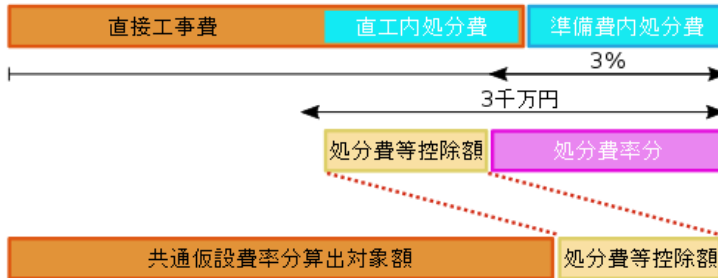 直接工事費
直工内処分費
準備費内処分費
3%
3千万円
処分費等控除額
処分費率分
共通仮設費率分算出対象額
処分費等控除額